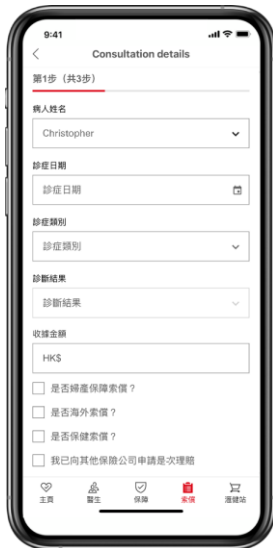 9:41
Consultation details
第1步（共3步）
病人姓名
Christopher
診症日期
診症日期
診症類別
診症類別
診斷結果
診斷結果
收據金額
HK$
是否婦產保障索償？
是否海外索償？
是否保健索償？
我已向其他保險公司申請是次理賠
主頁 醫生 保障 索償 滙健站